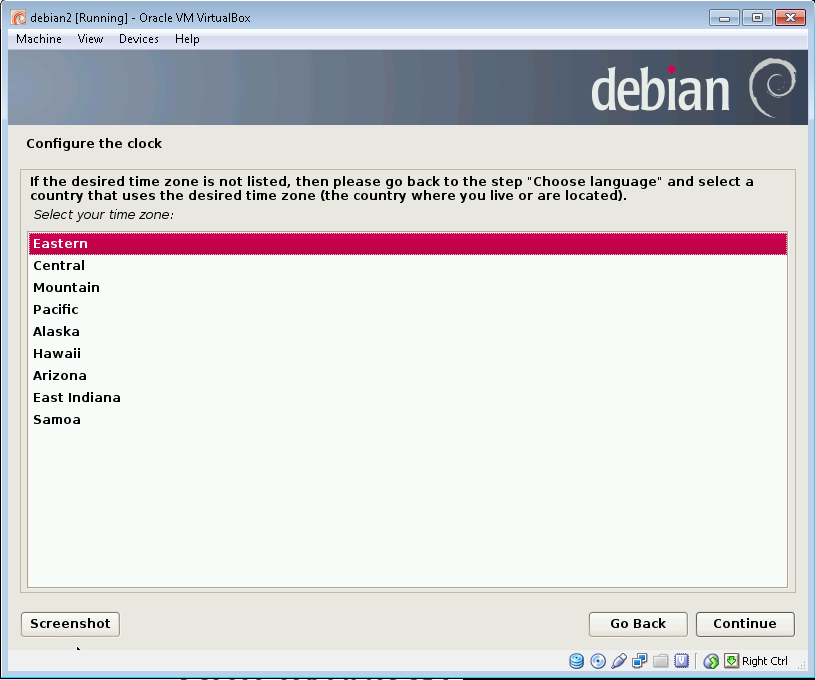 debian2 [Running] - Oracle VM VirtualBox
Machine View Devices Help
debian
Configure the clock
If the desired time zone is not listed, then please go back to the step "Choose language" and select a
country that uses the desired time zone (the country where you live or are located).
Select your time zone:
Eastern
Central
Mountain
Pacific
Alaska
Hawaii
Arizona
East Indiana
Samoa
Screenshot Go Back Continue
Right Ctrl